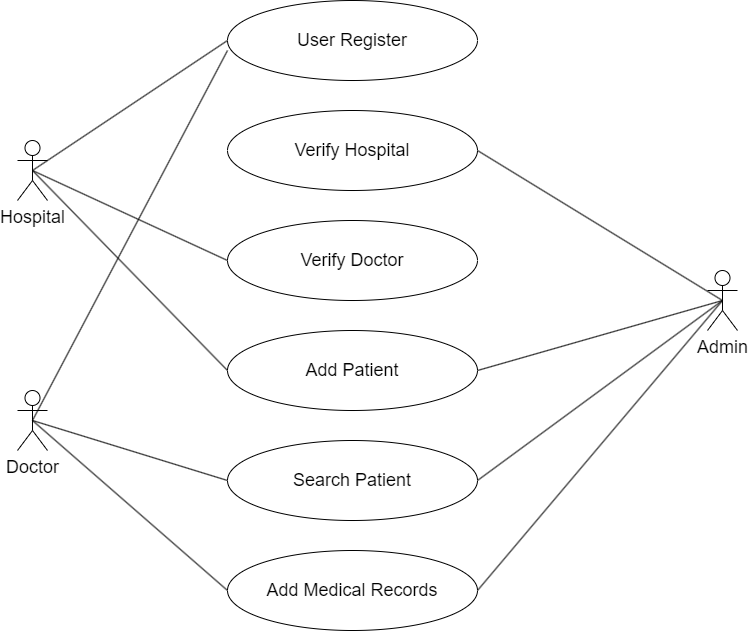 User Register
Verify Hospital
Hospital
Verify Doctor
Admin
Add Patient
Doctor
Search Patient
Add Medical Records